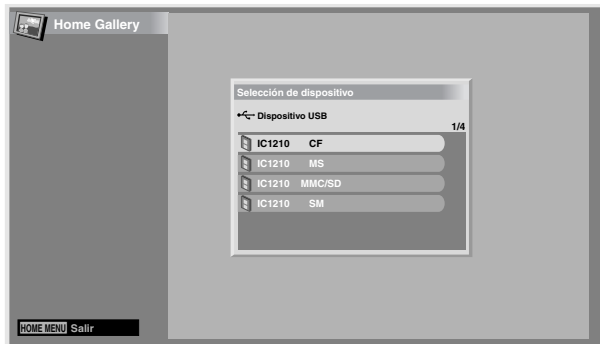 Home Gallery
Selección de dispositivo
Dispositivo USB
1/4
IC1210 CF
IC1210 MS
IC1210 MMC/SD
IC1210 SM
HOME MENU Salir